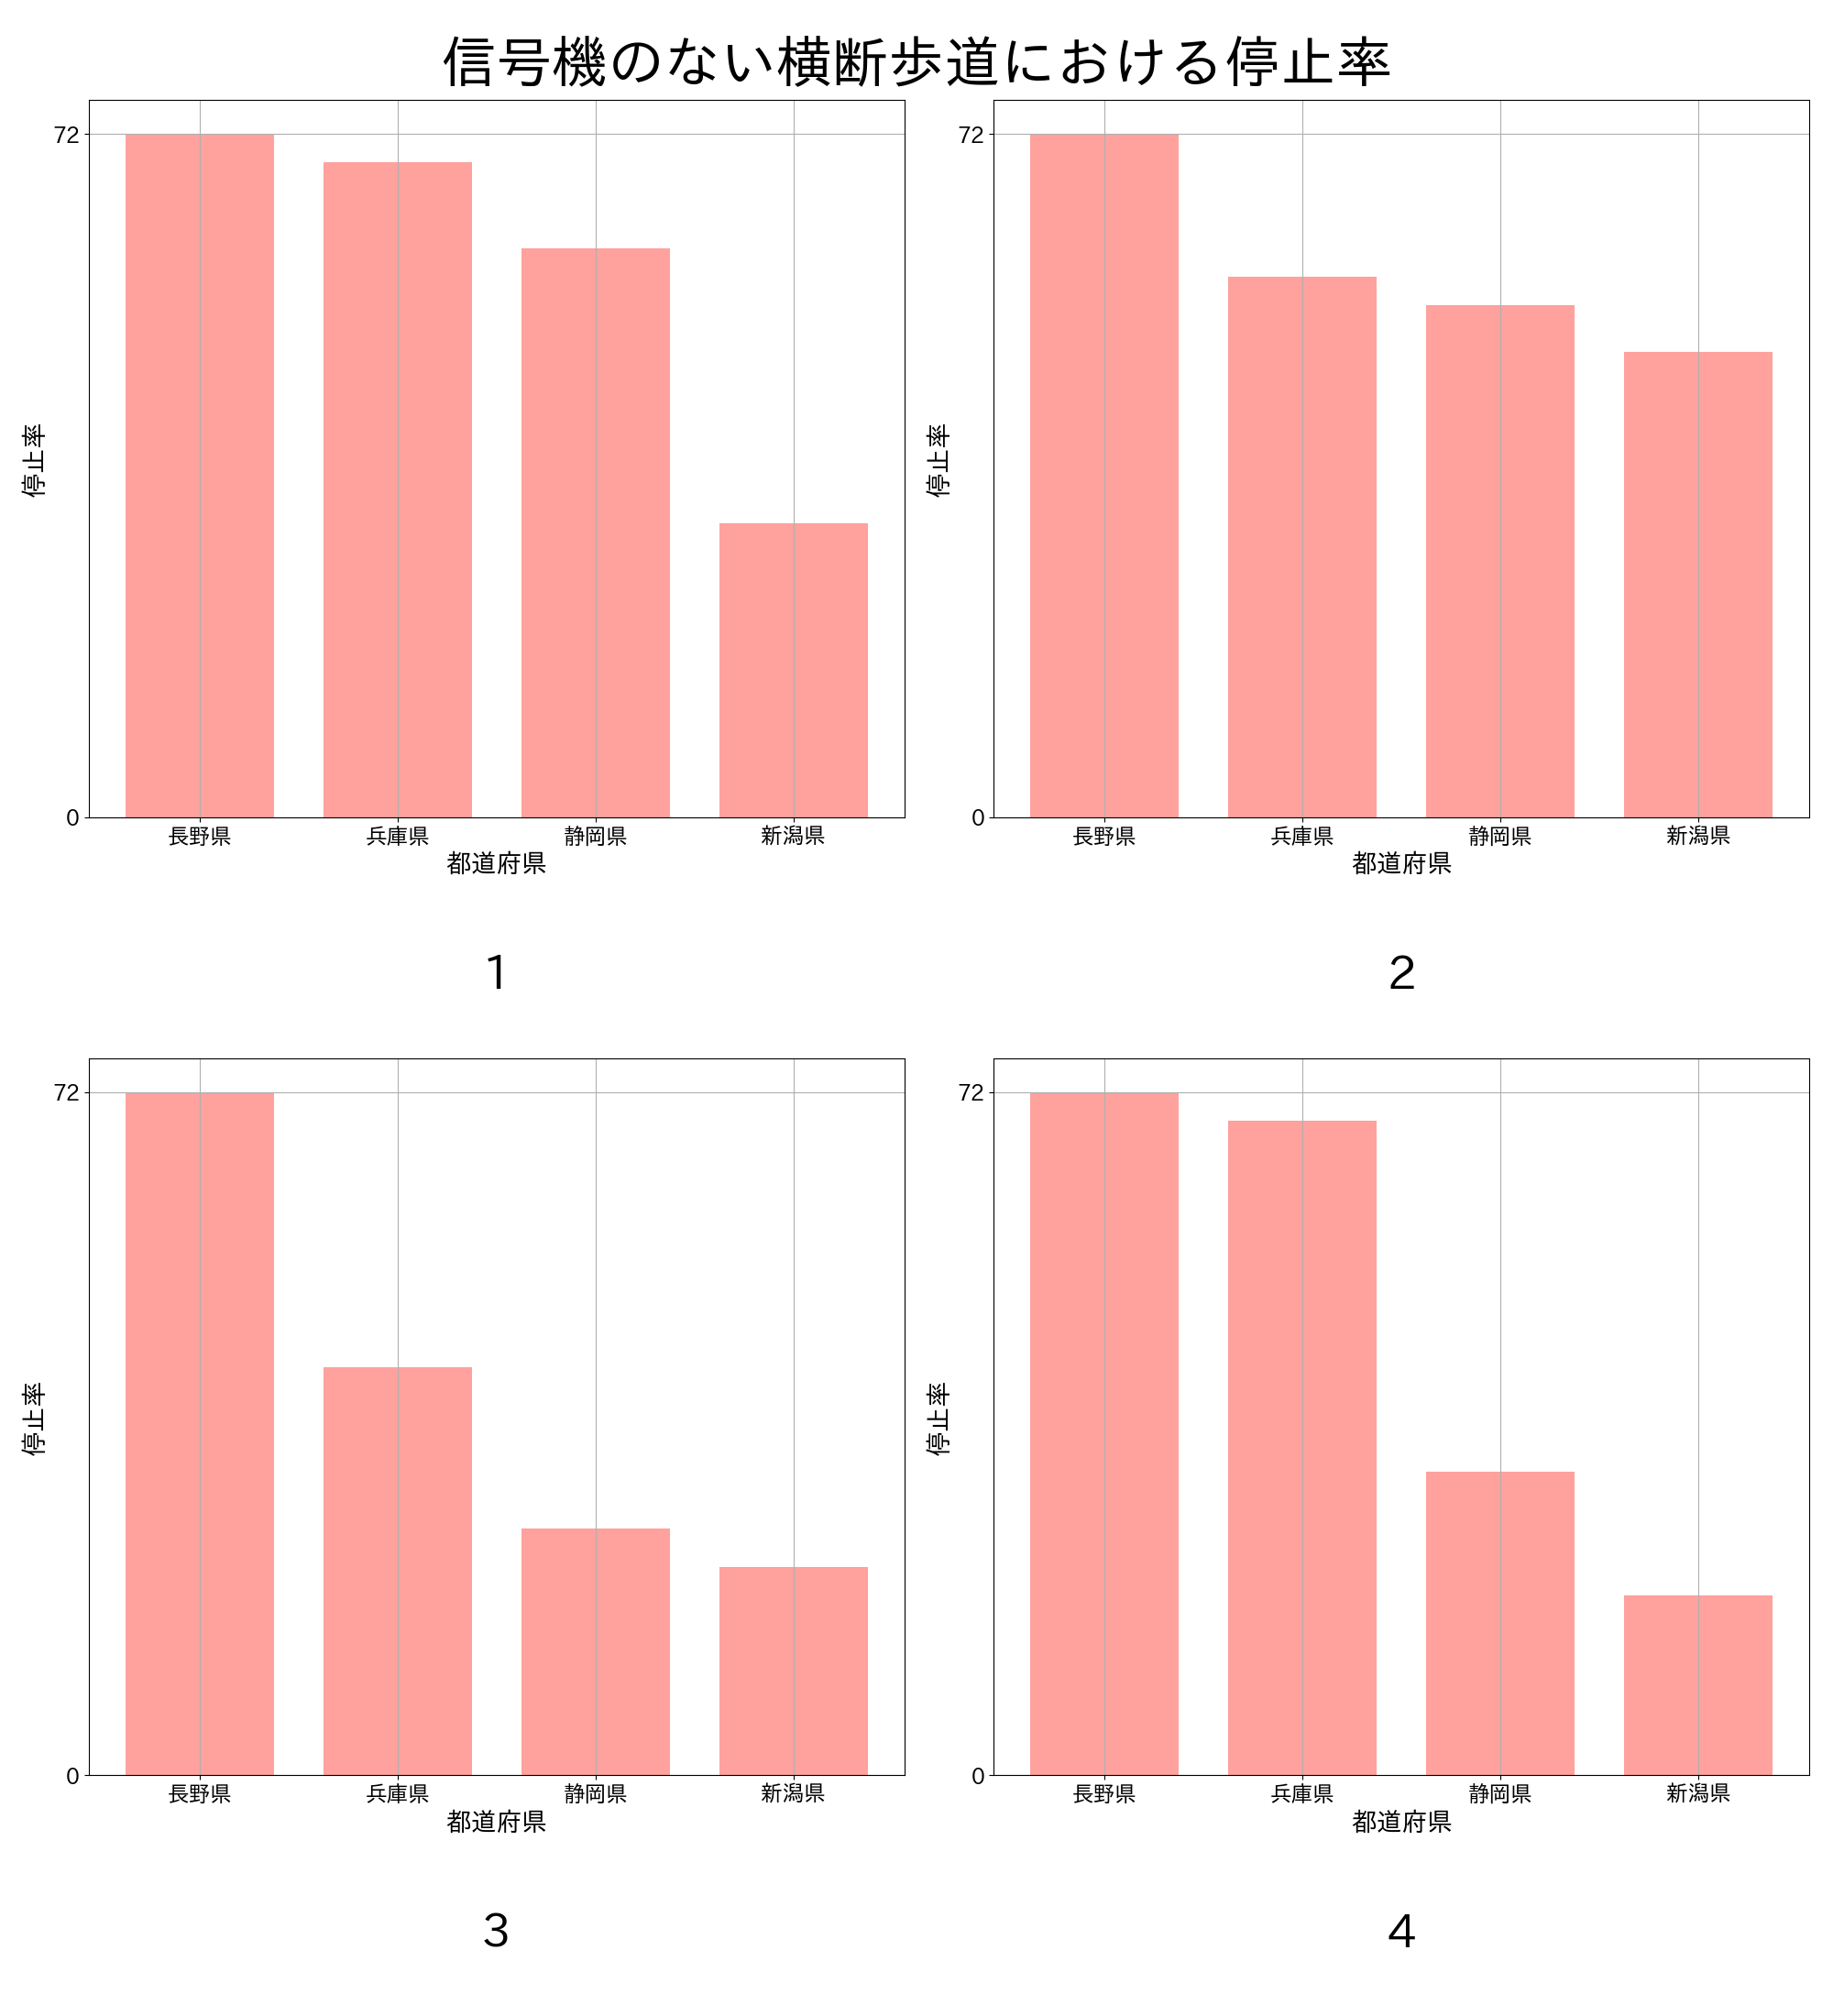 信号機のない横断歩道における停止率
72
0
停止率
長野県 兵庫県 静岡県 新潟県
都道府県
1
72
0
停止率
長野県 兵庫県 静岡県 新潟県
都道府県
2
72
0
停止率
長野県 兵庫県 静岡県 新潟県
都道府県
3
72
0
停止率
長野県 兵庫県 静岡県 新潟県
都道府県
4